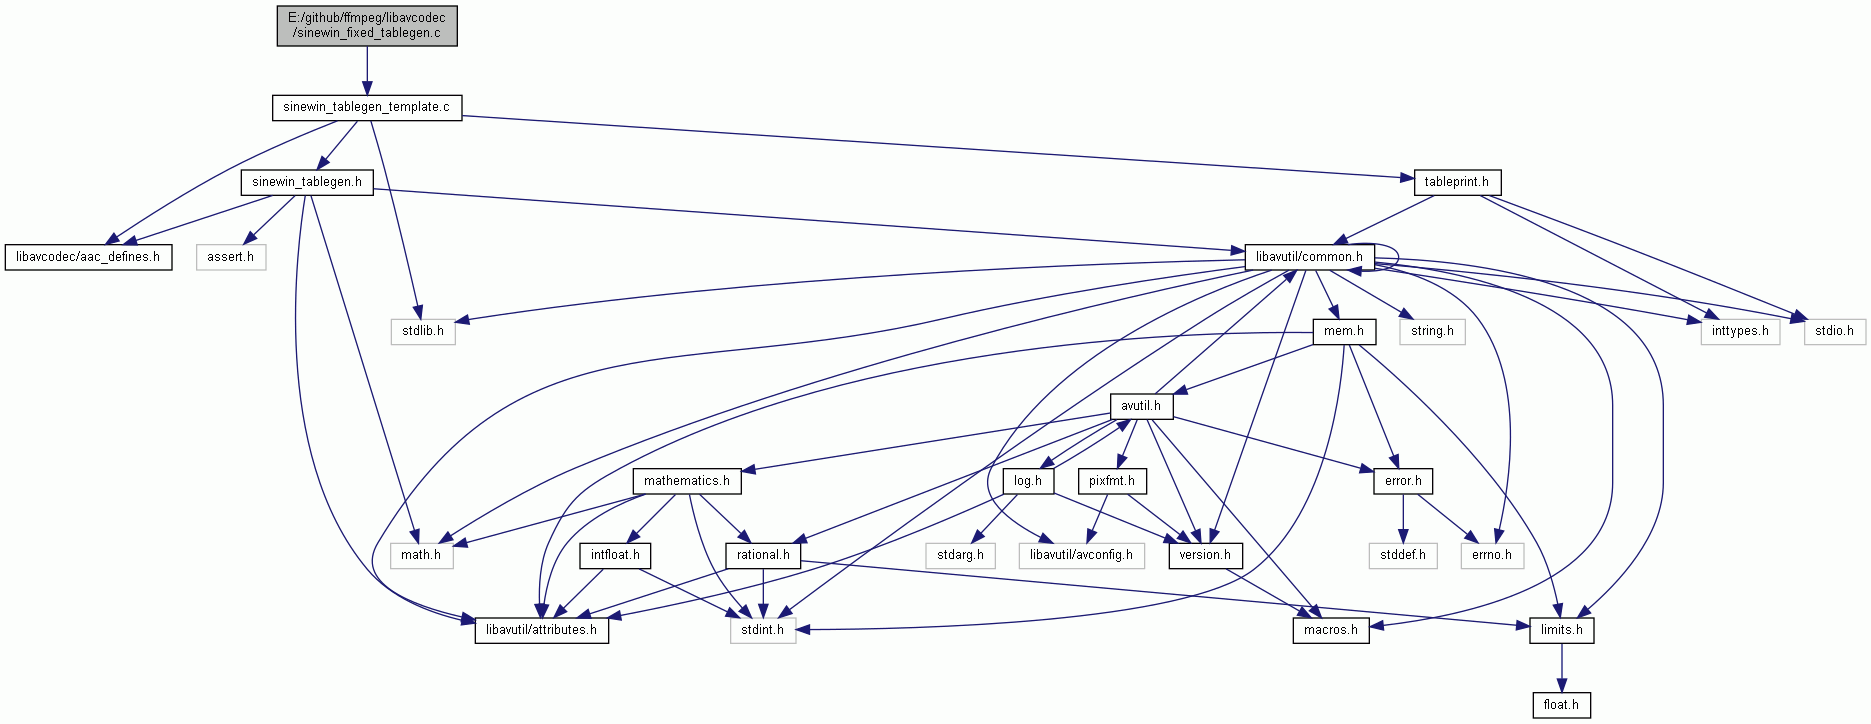 E:/github/ffmpeg/libavcodec
/sinewin_fixed_tablegen.c
sinewin_tablegen_template.c
sinewin_tablegen.h
tableprint.h
libavcodec/aac_defines.h
assert.h
libavutil/common.h
stdlib.h
mem.h
string.h
inttypes.h
stdio.h
avutil.h
mathematics.h
log.h
pixfmt.h
error.h
math.h
intfloat.h
rational.h
stdarg.h
libavutil/avconfig.h
version.h
stddef.h
errno.h
libavutil/attributes.h
stdint.h
macros.h
limits.h
float.h